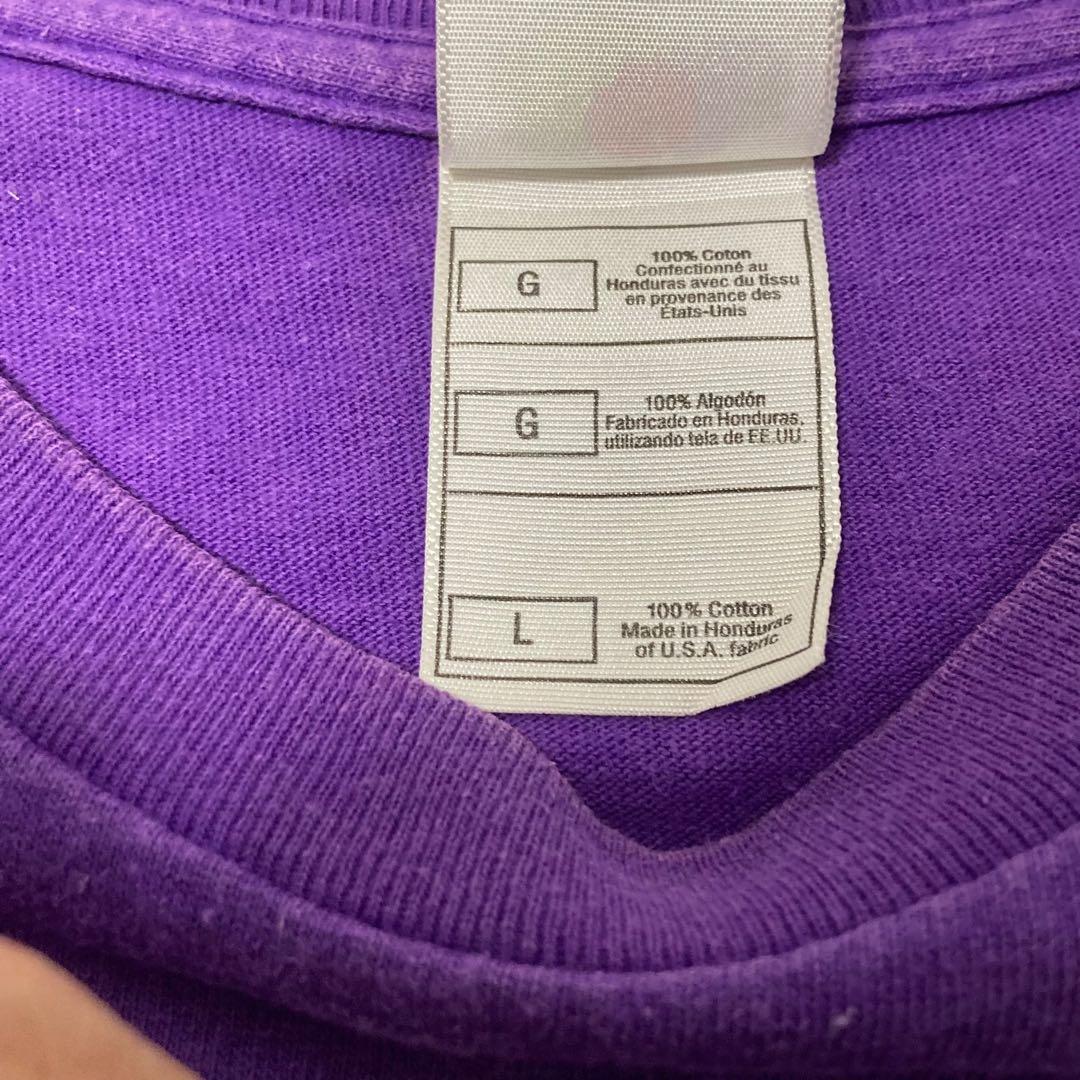 G
100% Coton
Confectionné au
Honduras avec du tissu
en provenance des
États-Unis
G
100% Algodón
Fabricado en Honduras,
utilizando tela de EE.UU.
L
100% Cotton
Made in Honduras
of U.S.A. fabric